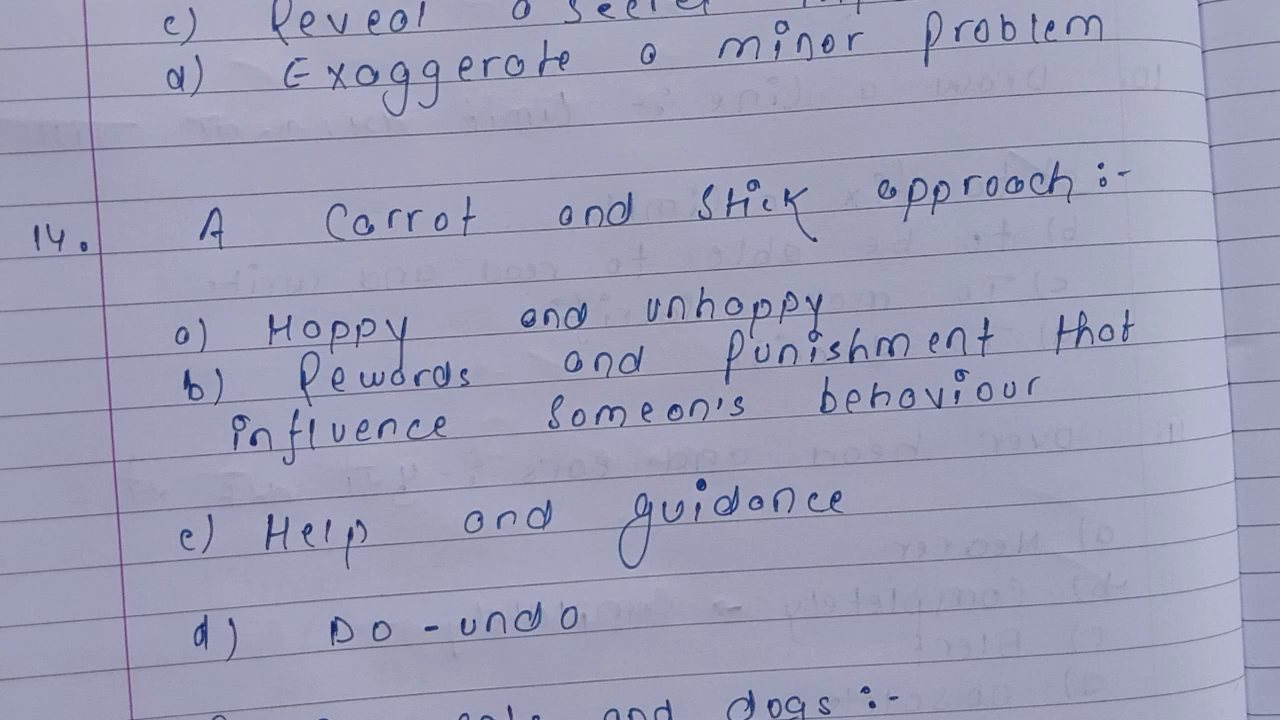 c) Reveal a secret
d) Exaggerate a minor problem
14. A Carrot and Stick approach :-
a) Happy and unhappy
b) Rewards and Punishment that
influence Someon's behaviour
c) Help and guidance
d) Do - undo
and dogs :-